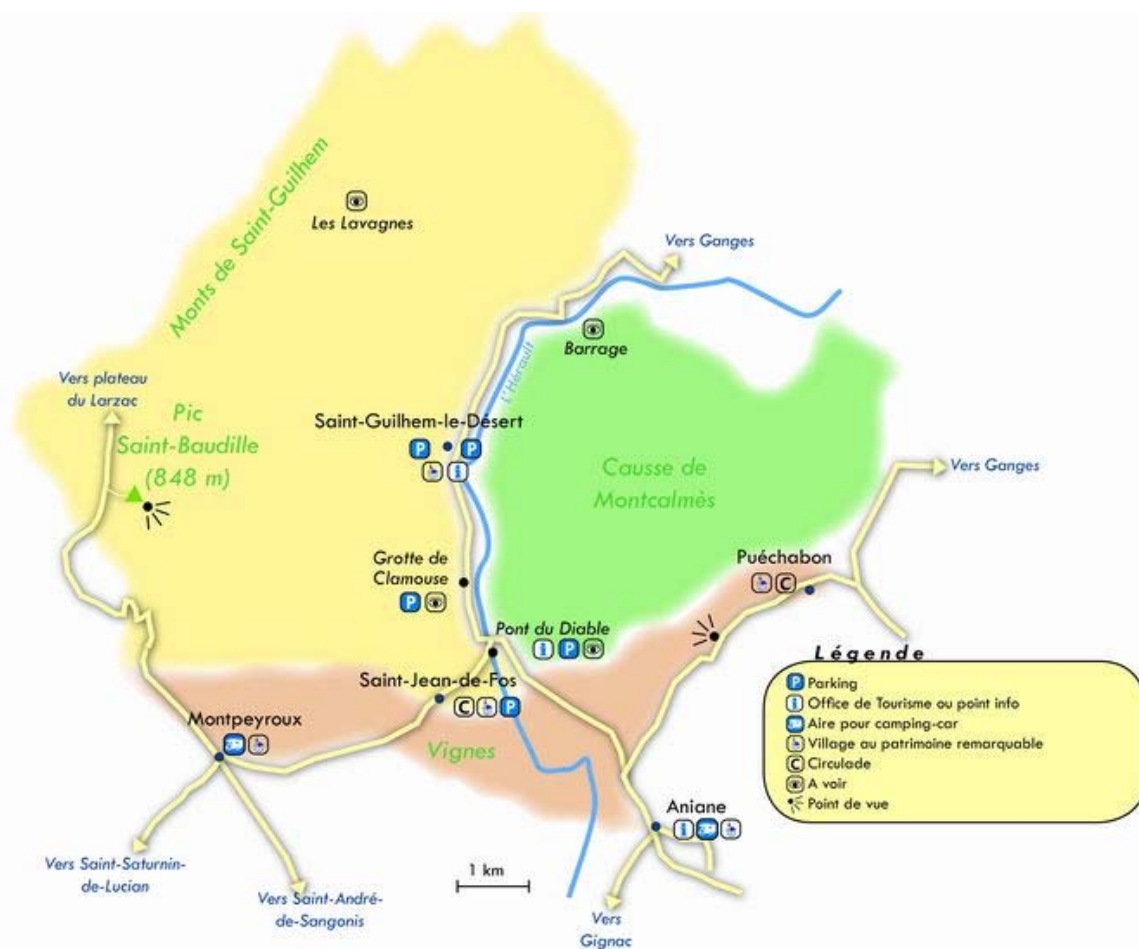 Monts de Saint-Guilhem
Les Lavagnes
Vers Ganges
L'Hérault
Barrage
Vers plateau
du Larzac
Pic
Saint-Baudille
(848 m)
Saint-Guilhem-le-Désert
P
P
i
Causse de
Montcalmès
Vers Ganges
Grotte de
Clamouse
P
Puéchabon
C
Pont du Diable
i P
Saint-Jean-de-Fos
C P
Montpeyroux
Vignes
Légende
P Parking
i Office de Tourisme ou point info
Aire pour camping-car
Village au patrimoine remarquable
C Circulade
A voir
Point de vue
Aniane
i
1 km
Vers Saint-Saturnin-
de-Lucian
Vers Saint-André-
de-Sangonis
Vers
Gignac